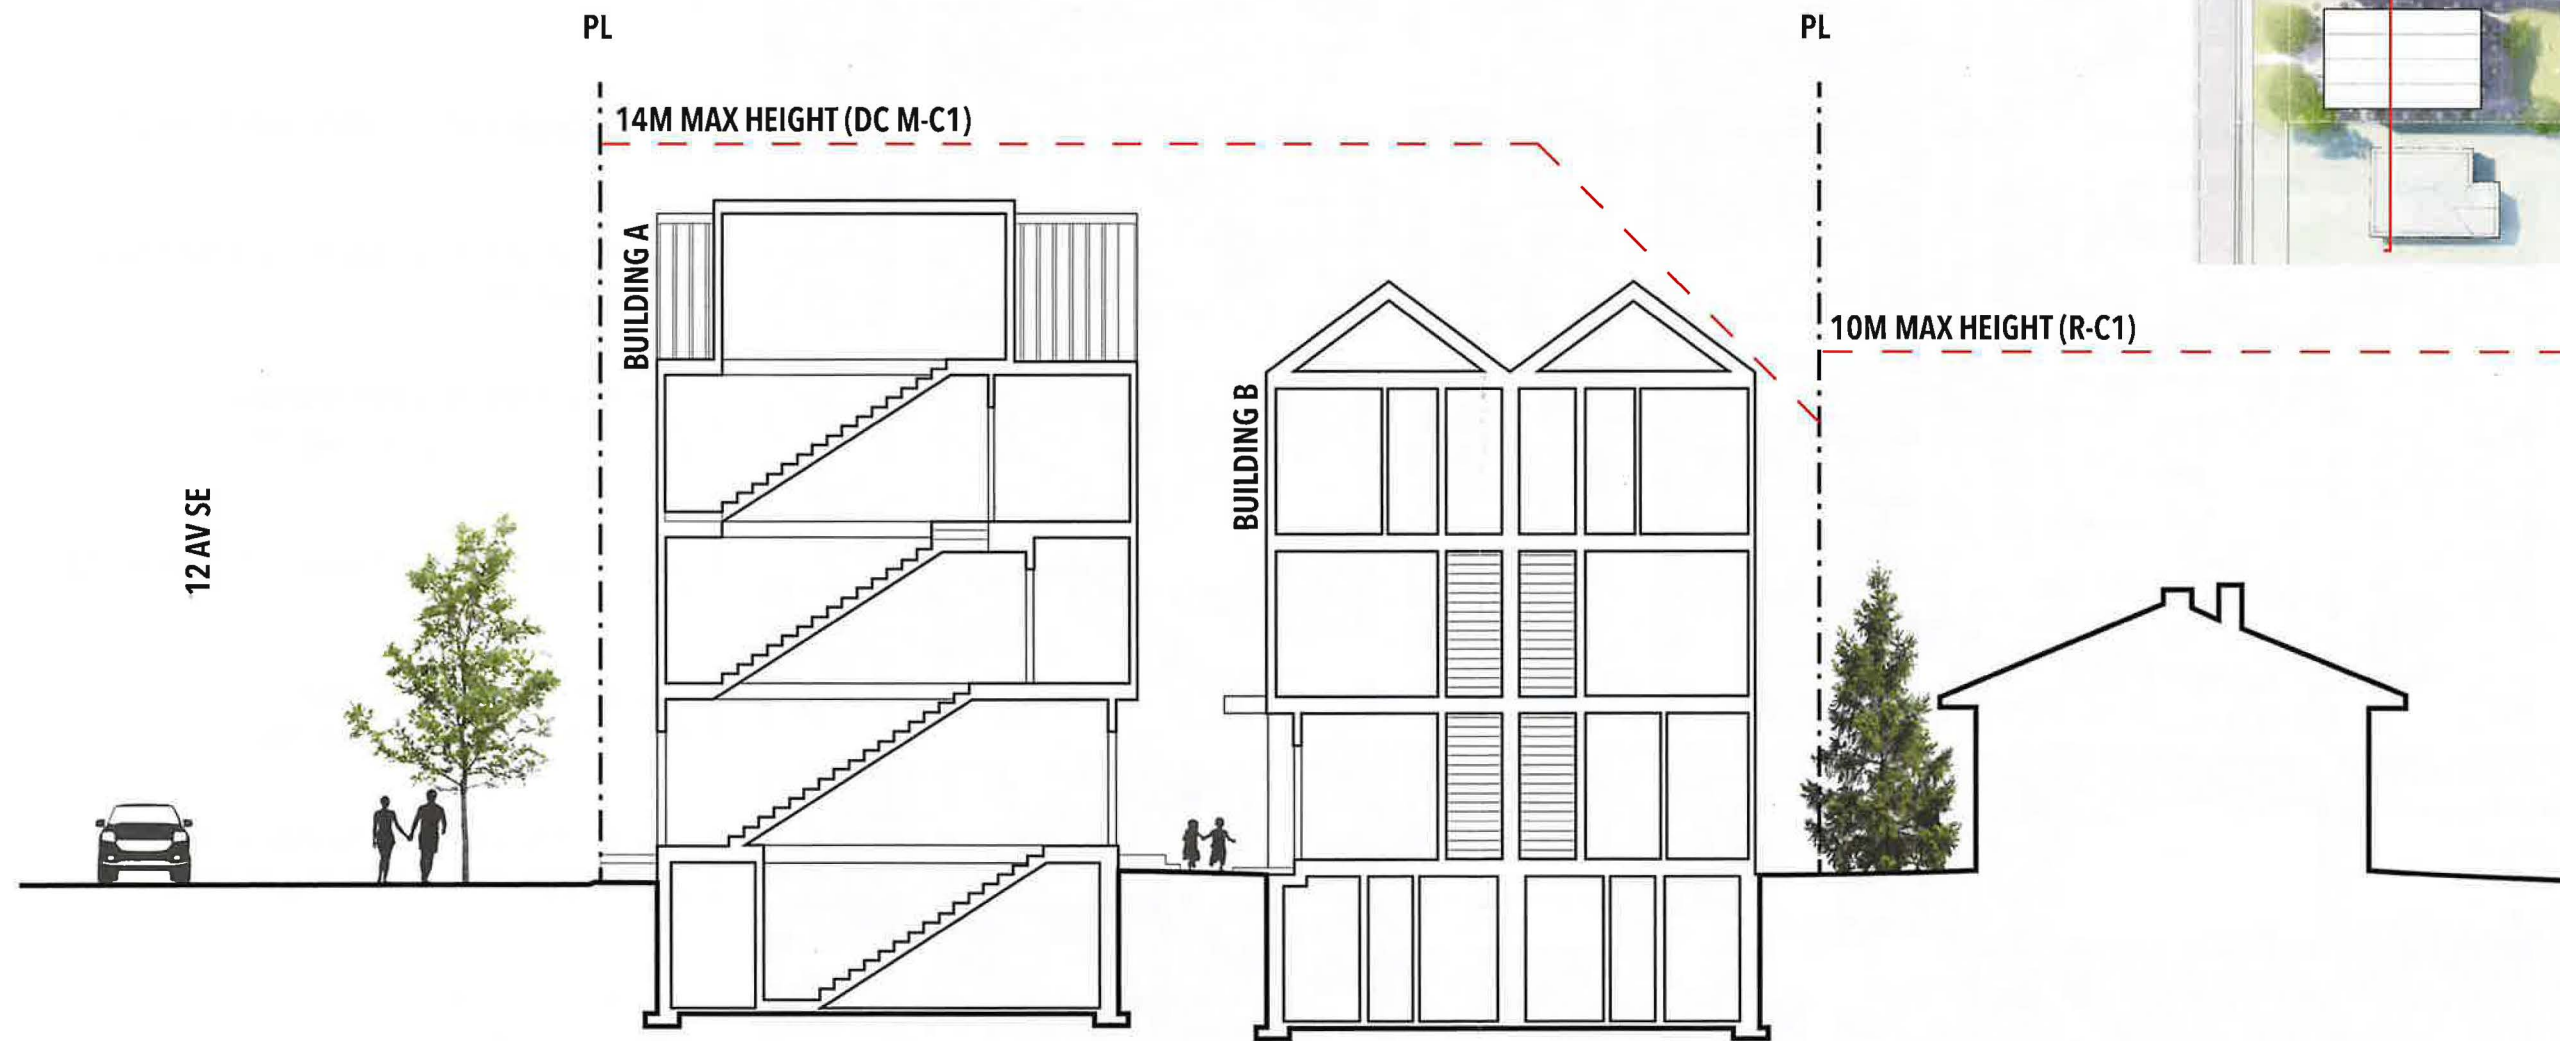 PL
PL
14M MAX HEIGHT (DC M-C1)
BUILDING A
10M MAX HEIGHT (R-C1)
BUILDING B
12 AV SE